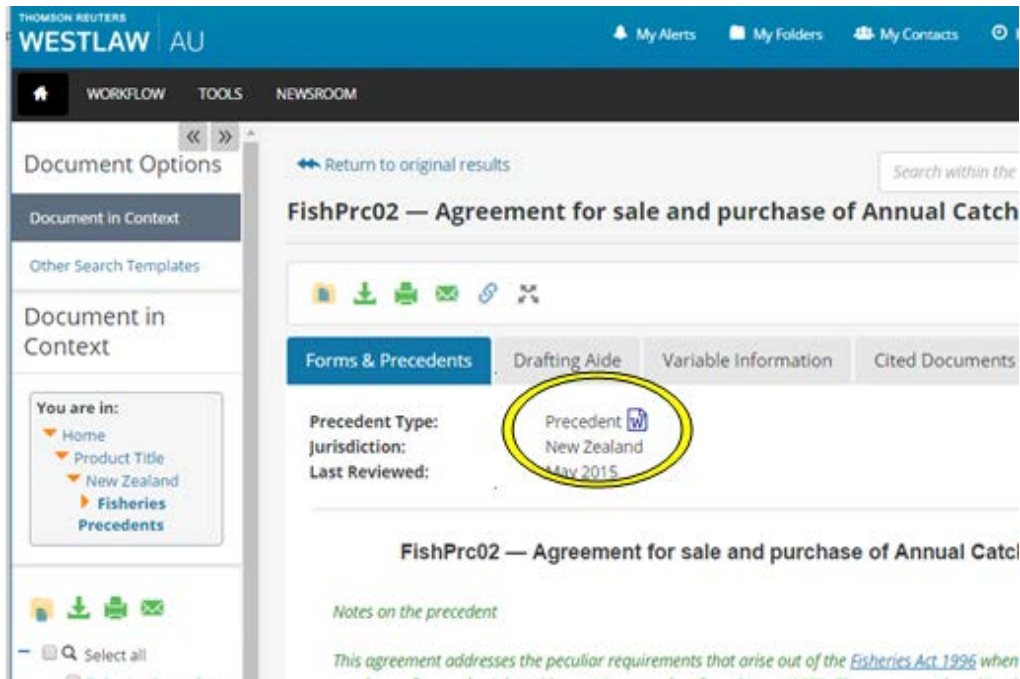 THOMSON REUTERS
WESTLAW AU
My Alerts My Folders My Contacts
WORKFLOW TOOLS NEWSROOM
Document Options
Document in Context
Other Search Templates
Document in
Context
You are in:
Home
Product Title
New Zealand
Fisheries
Precedents
Select all
Return to original results
Search within the
FishPrc02 — Agreement for sale and purchase of Annual Catch
Forms & Precedents Drafting Aide Variable Information Cited Documents
Precedent Type: Precedent
Jurisdiction: New Zealand
Last Reviewed: May 2015
FishPrc02 — Agreement for sale and purchase of Annual Catch
Notes on the precedent
This agreement addresses the peculiar requirements that arise out of the Fisheries Act 1996 when